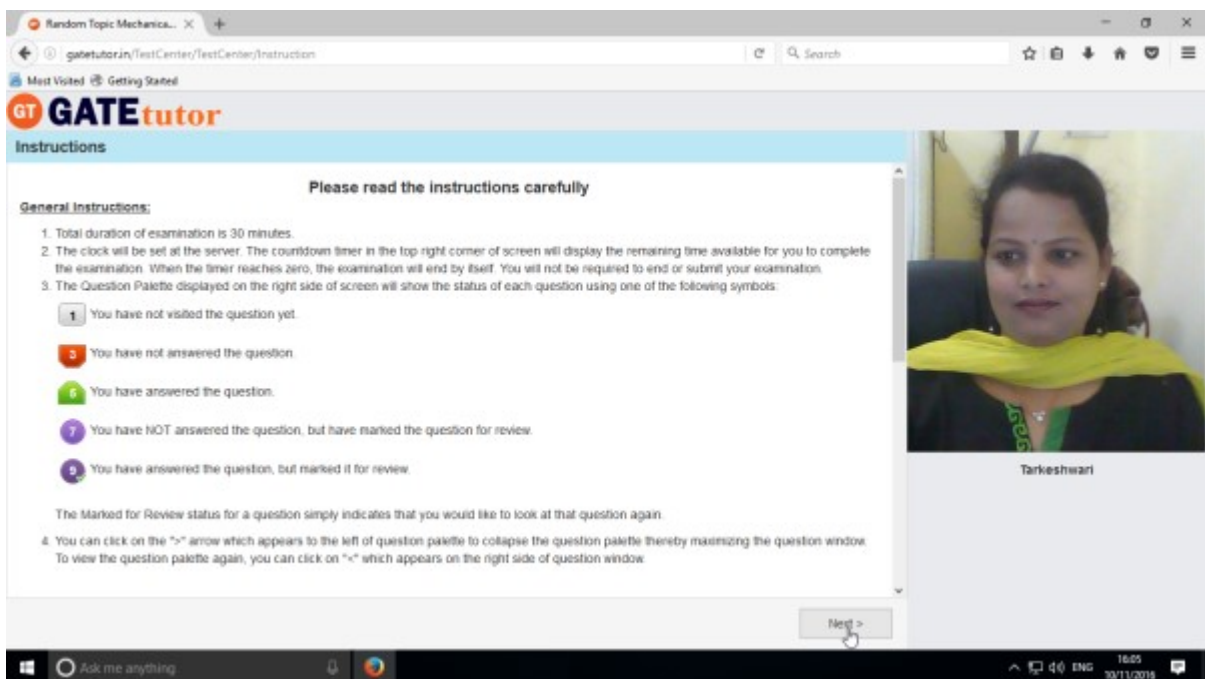 Random Topic Mechanica...
gatetutor.in/TestCenter/TestCenter/Instruction
Search
Most Visited
Getting Started
GT GATEtutor
Instructions
Please read the instructions carefully
General Instructions:
1. Total duration of examination is 30 minutes.
2. The clock will be set at the server. The countdown timer in the top right corner of screen will display the remaining time available for you to complete
the examination. When the timer reaches zero, the examination will end by itself. You will not be required to end or submit your examination.
3. The Question Palette displayed on the right side of screen will show the status of each question using one of the following symbols:
1 You have not visited the question yet.
3 You have not answered the question.
5 You have answered the question.
7 You have NOT answered the question, but have marked the question for review.
9 You have answered the question, but marked it for review.
The Marked for Review status for a question simply indicates that you would like to look at that question again.
4. You can click on the ">" arrow which appears to the left of question palette to collapse the question palette thereby maximizing the question window.
To view the question palette again, you can click on "<" which appears on the right side of question window.
Next >
Tarkeshwari
Ask me anything
ENG
16:05
10/11/2016